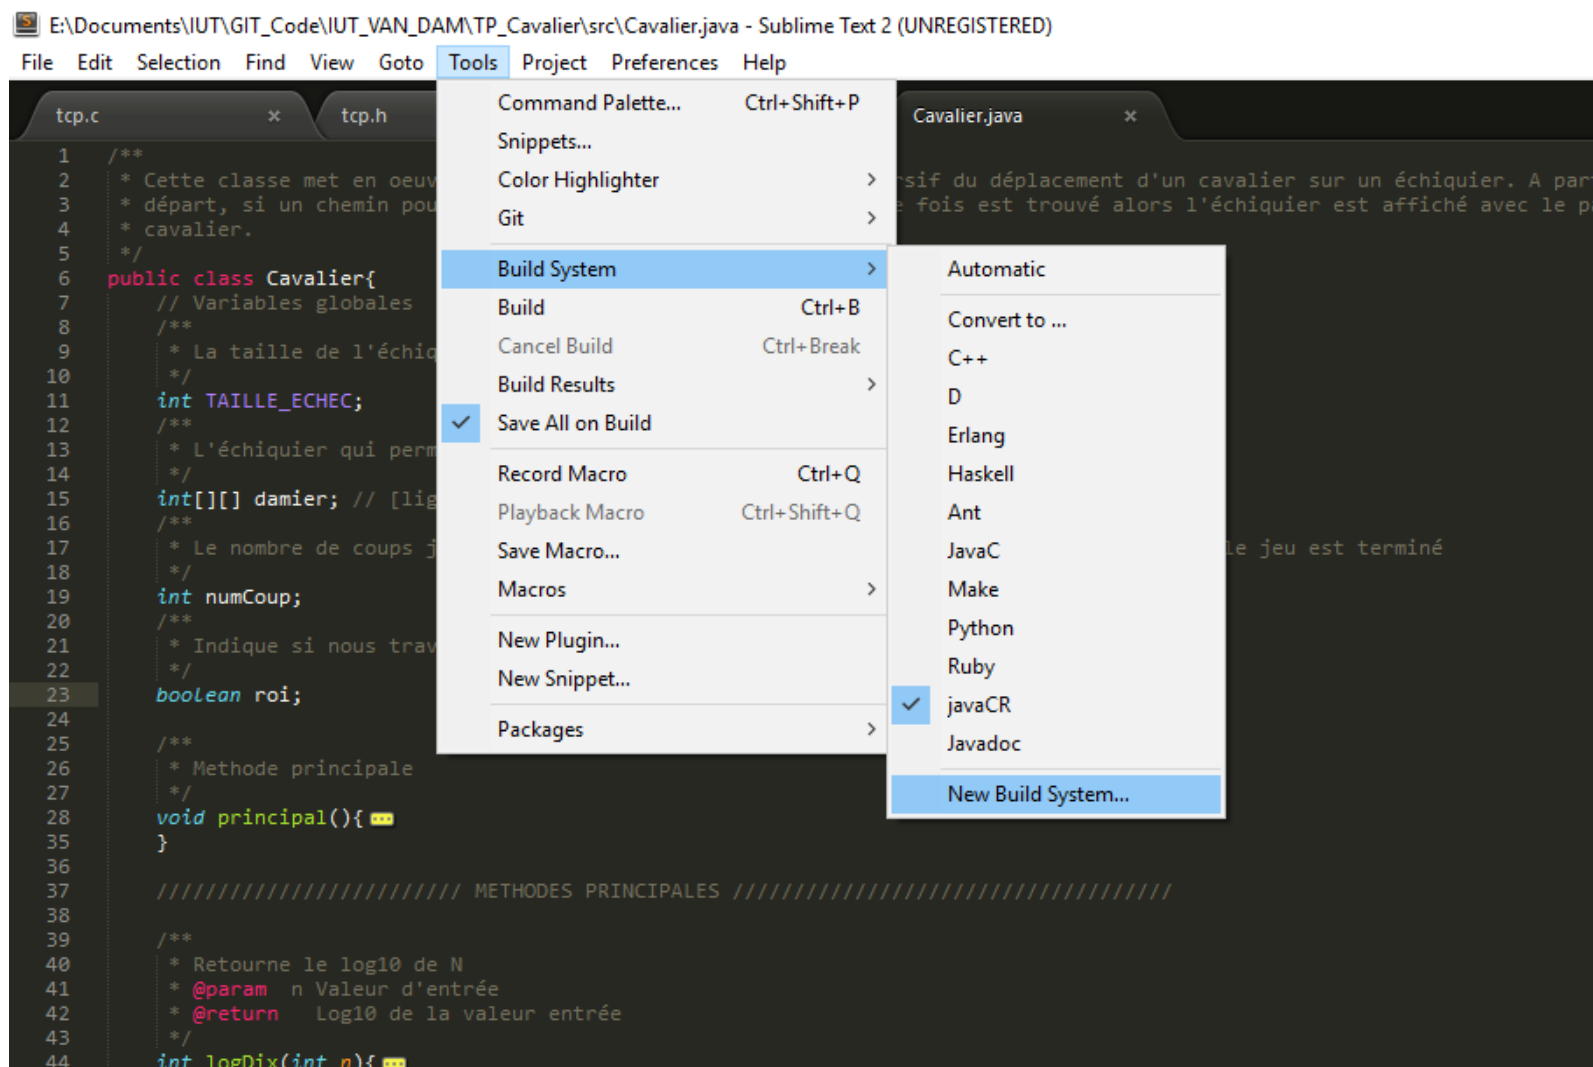 E:\Documents\IUT\GIT_Code\IUT_VAN_DAM\TP_Cavalier\src\Cavalier.java - Sublime Text 2 (UNREGISTERED)
File Edit Selection Find View Goto Tools Project Preferences Help
tcp.c × tcp.h Cavalier.java ×
Command Palette... Ctrl+Shift+P
Snippets...
Color Highlighter >
Git >
Build System >
Build Ctrl+B
Cancel Build Ctrl+Break
Build Results >
Save All on Build
Record Macro Ctrl+Q
Playback Macro Ctrl+Shift+Q
Save Macro...
Macros >
New Plugin...
New Snippet...
Packages >
Automatic
Convert to ...
C++
D
Erlang
Haskell
Ant
JavaC
Make
Python
Ruby
javaCR
Javadoc
New Build System...
1 /**
2 * Cette classe met en oeuv rsif du déplacement d'un cavalier sur un échiquier. A par
3 * départ, si un chemin pou e fois est trouvé alors l'échiquier est affiché avec le p
4 * cavalier.
5 */
6 public class Cavalier{
7 // Variables globales
8 /**
9 * La taille de l'échiq
10 */
11 int TAILLE_ECHEC;
12 /**
13 * L'échiquier qui perm
14 */
15 int[][] damier; // [lig
16 /**
17 * Le nombre de coups j le jeu est terminé
18 */
19 int numCoup;
20 /**
21 * Indique si nous trav
22 */
23 boolean roi;
24
25 /**
26 * Methode principale
27 */
28 void principal(){
35 }
36
37 ///////////////////////// METHODES PRINCIPALES ////////////////////////////////////
38
39 /**
40 * Retourne le log10 de N
41 * @param n Valeur d'entrée
42 * @return Log10 de la valeur entrée
43 */
44 int logDix(int n){